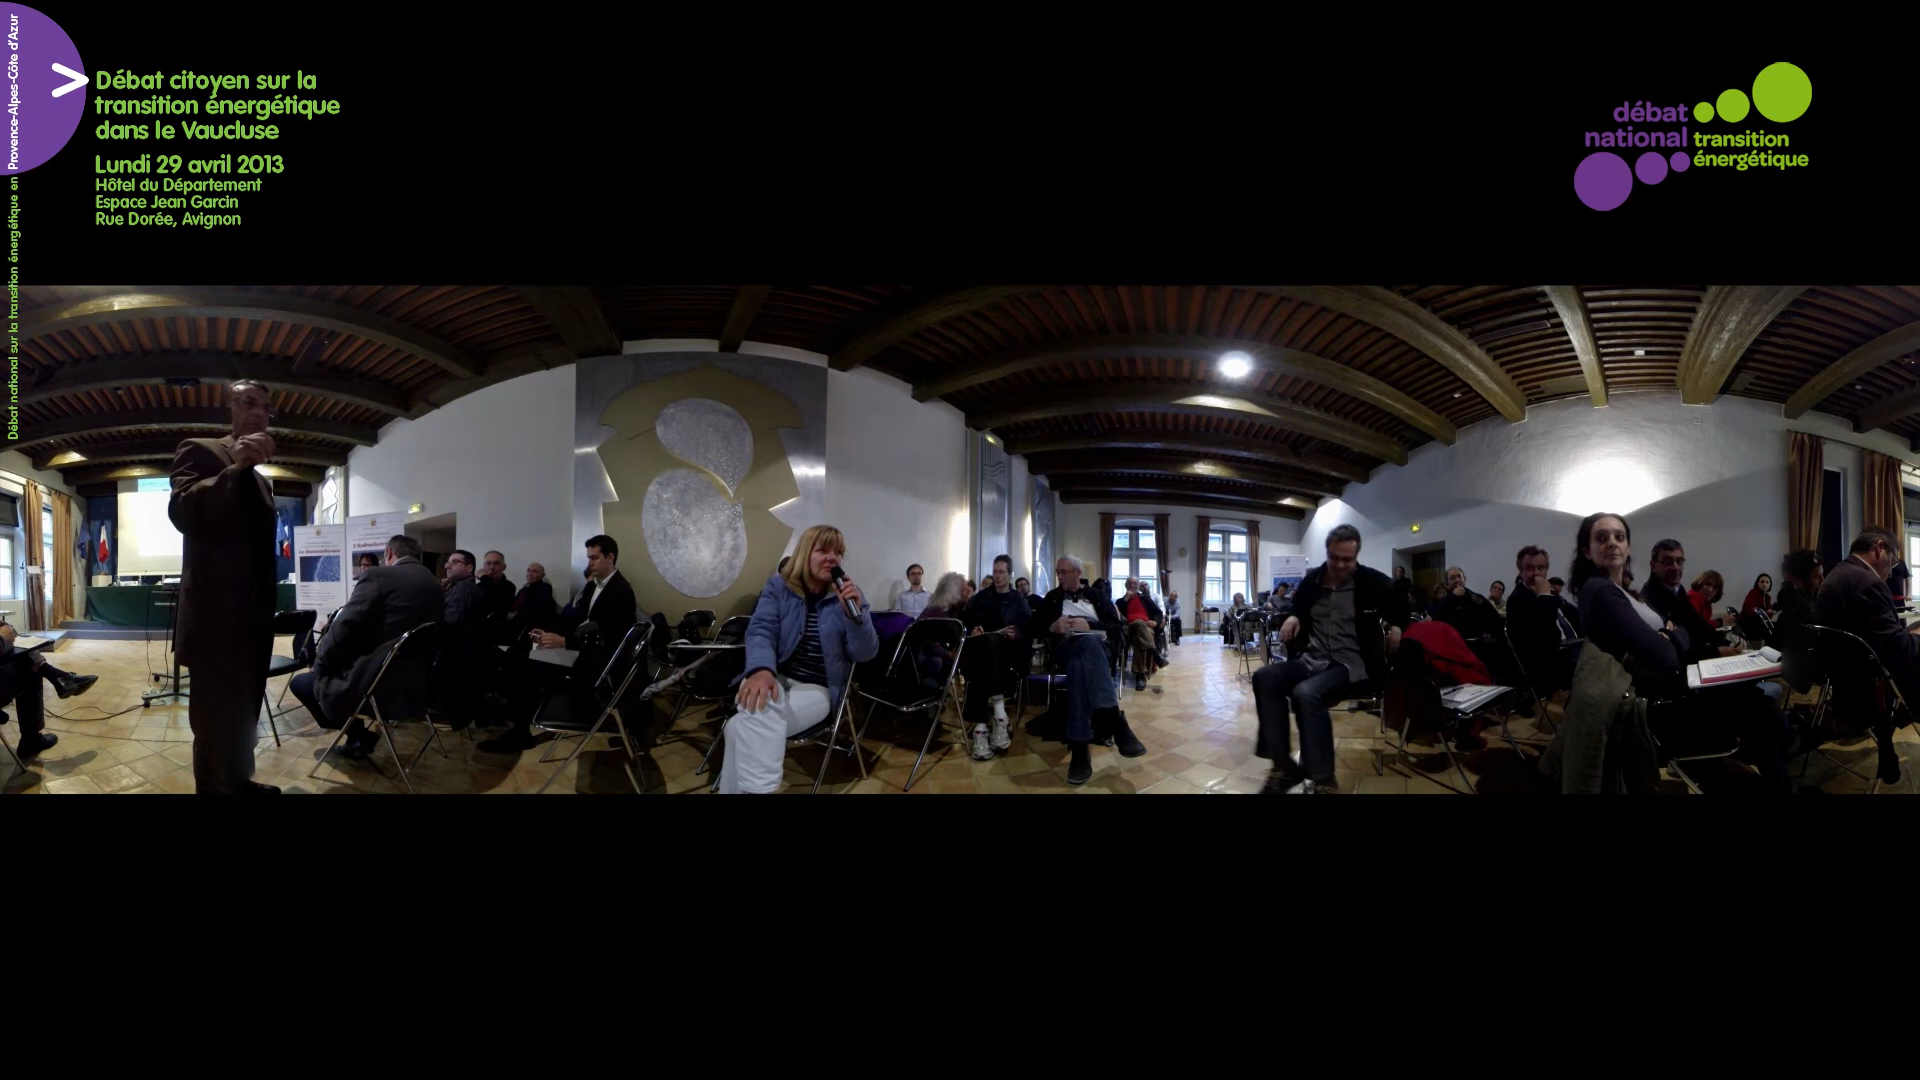 Débat national sur la transition énergétique en Provence-Alpes-Côte d'Azur
> Débat citoyen sur la
transition énergétique
dans le Vaucluse
Lundi 29 avril 2013
Hôtel du Département
Espace Jean Garcin
Rue Dorée, Avignon
débat
national transition
énergétique